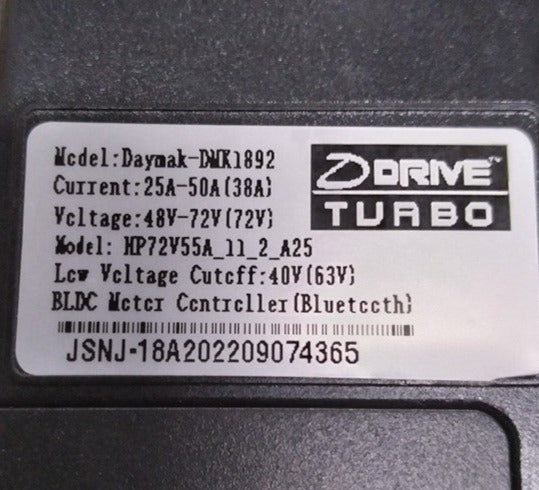 Model:Daymak-DMK1892
Current:25A-50A(38A)
Voltage:48V-72V(72V)
Model: HP72V55A_11_2_A25
Low Voltage Cutoff:40V(63V)
BLDC Motor Controller(Bluetooth)
JSNJ-18A202209074365
DDRIVE™
TURBO